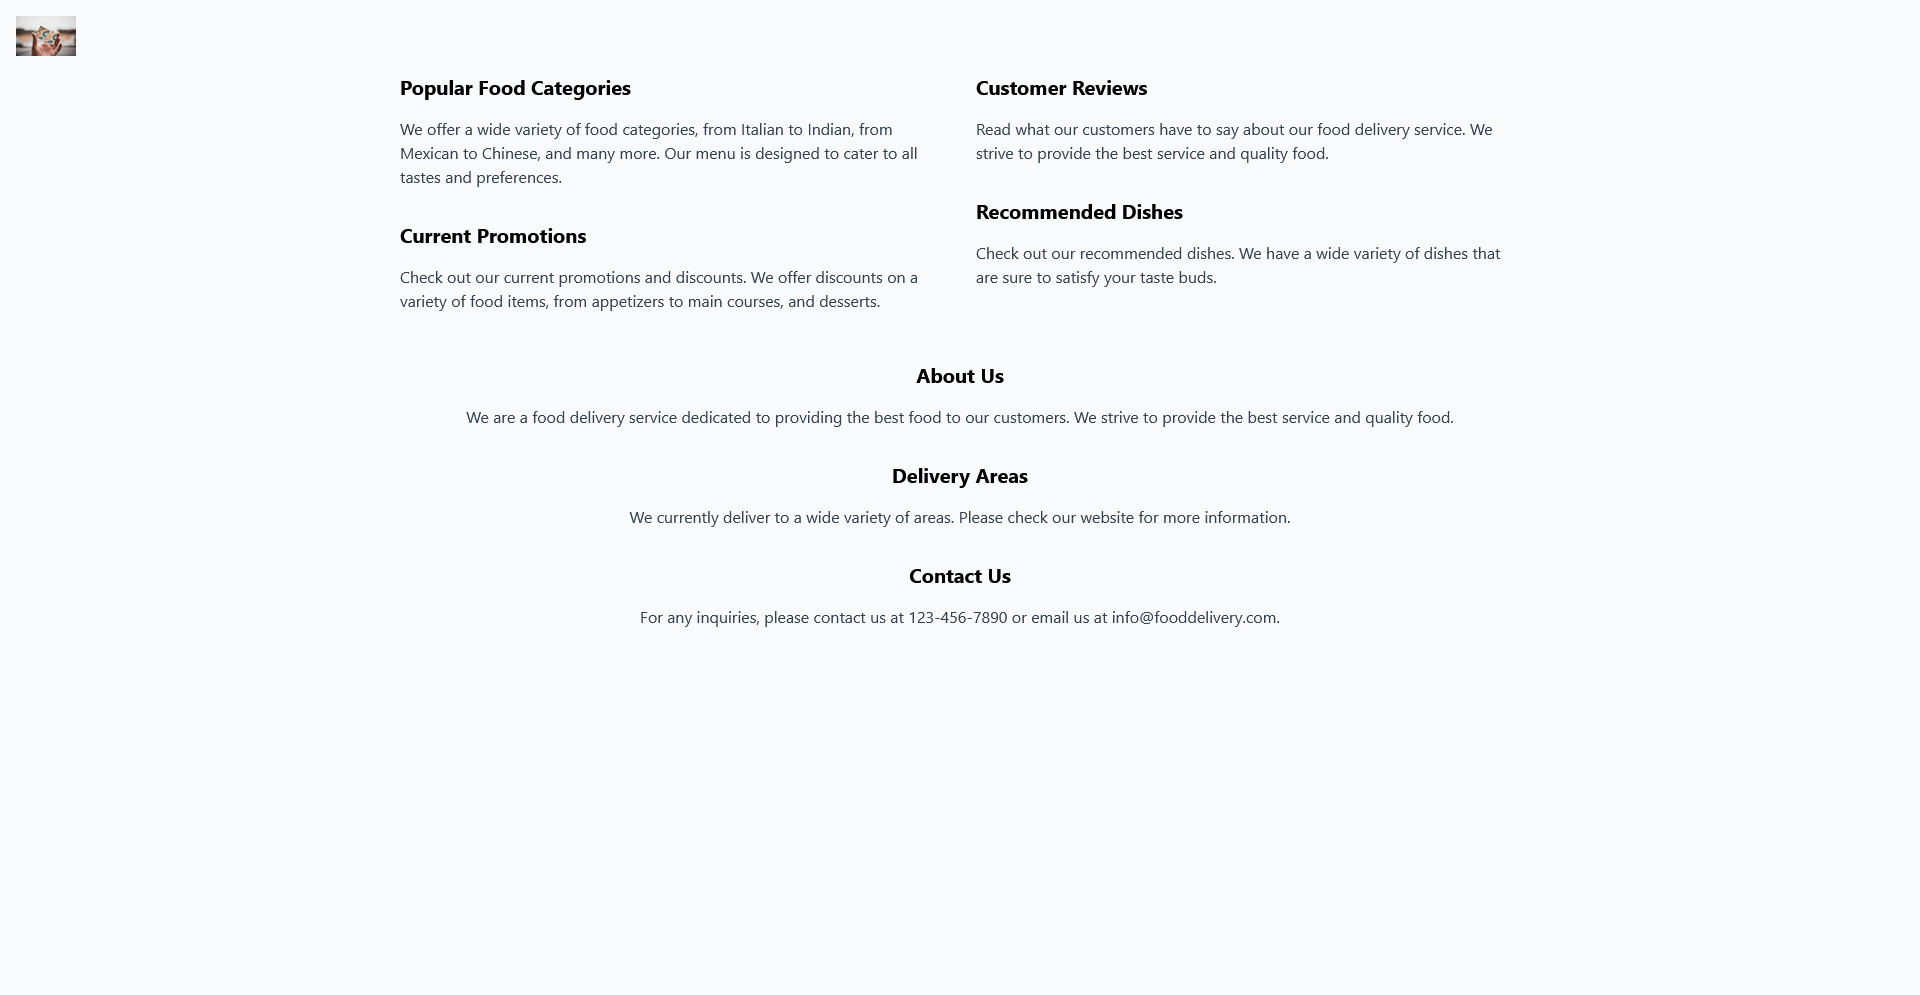 Popular Food Categories
We offer a wide variety of food categories, from Italian to Indian, from
Mexican to Chinese, and many more. Our menu is designed to cater to all
tastes and preferences.
Current Promotions
Check out our current promotions and discounts. We offer discounts on a
variety of food items, from appetizers to main courses, and desserts.
Customer Reviews
Read what our customers have to say about our food delivery service. We
strive to provide the best service and quality food.
Recommended Dishes
Check out our recommended dishes. We have a wide variety of dishes that
are sure to satisfy your taste buds.
About Us
We are a food delivery service dedicated to providing the best food to our customers. We strive to provide the best service and quality food.
Delivery Areas
We currently deliver to a wide variety of areas. Please check our website for more information.
Contact Us
For any inquiries, please contact us at 123-456-7890 or email us at info@fooddelivery.com.